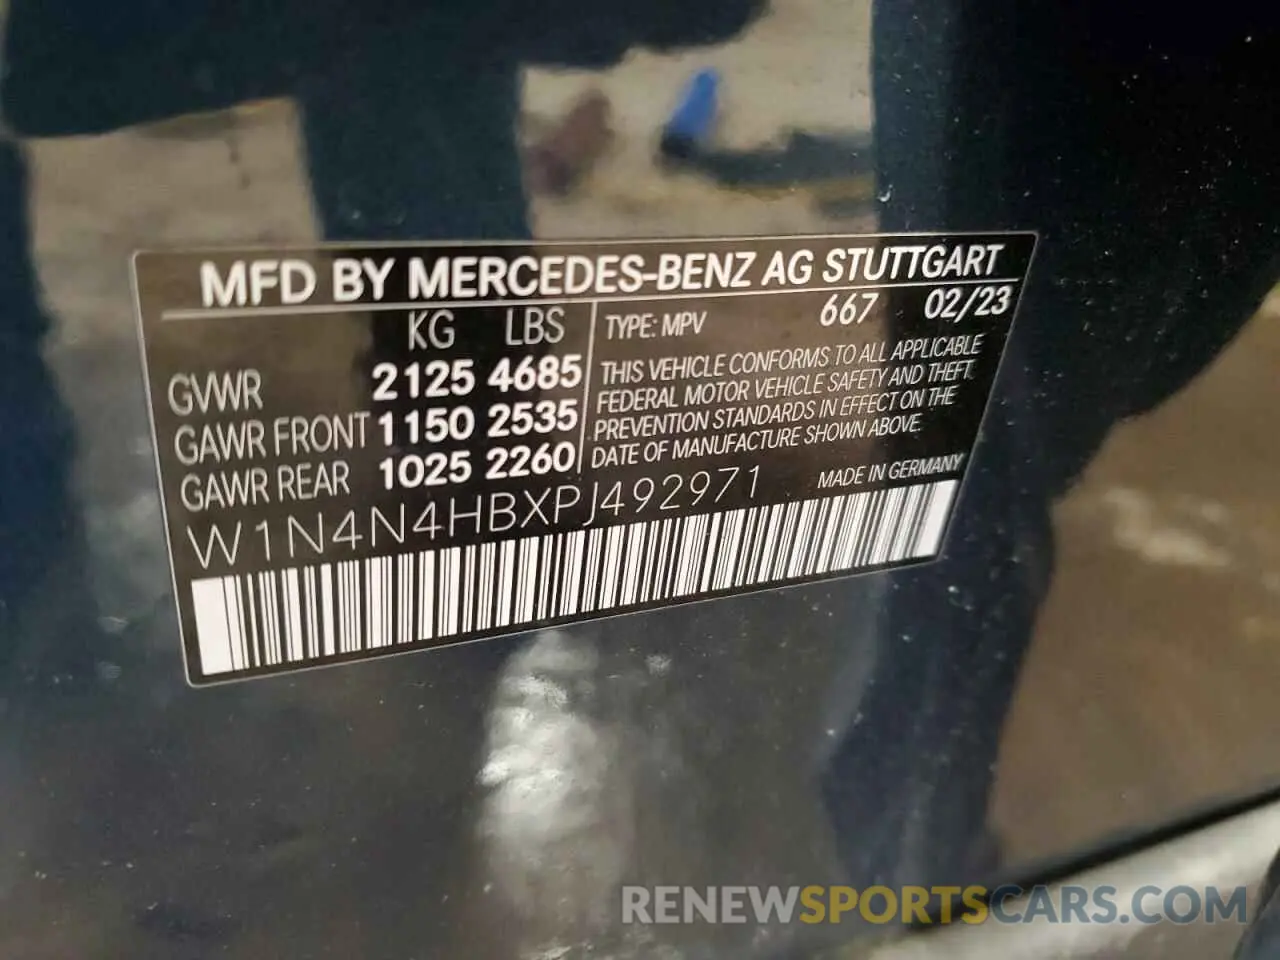 MFD BY MERCEDES-BENZ AG STUTTGART
KG LBS
GVWR 2125 4685
GAWR FRONT 1150 2535
GAWR REAR 1025 2260
TYPE: MPV 667 02/23
THIS VEHICLE CONFORMS TO ALL APPLICABLE
FEDERAL MOTOR VEHICLE SAFETY AND THEFT
PREVENTION STANDARDS IN EFFECT ON THE
DATE OF MANUFACTURE SHOWN ABOVE.
W1N4N4HBXPJ492971
MADE IN GERMANY
RENEWSPORTSCARS.COM